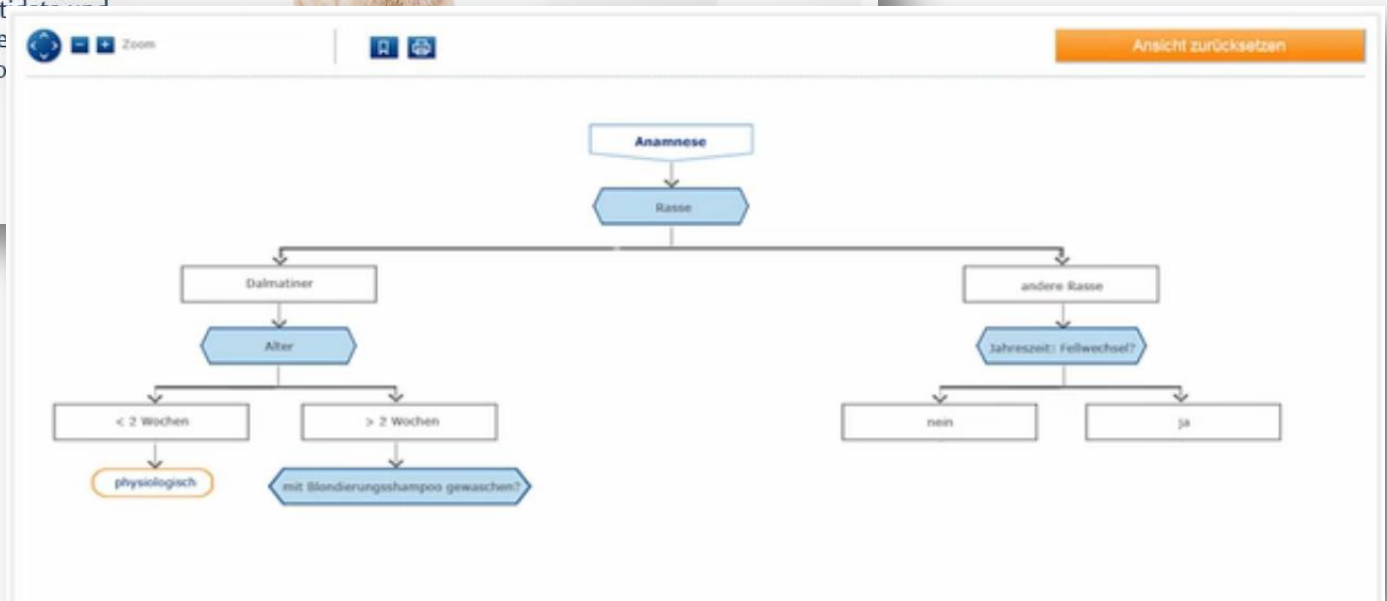 Zoom
Ansicht zurücksetzen
Anamnese
Rasse
Dalmatiner
andere Rasse
Alter
Jahreszeit: Fellwechsel?
< 2 Wochen
> 2 Wochen
nein
ja
physiologisch
mit Blondierungsshampoo gewaschen?